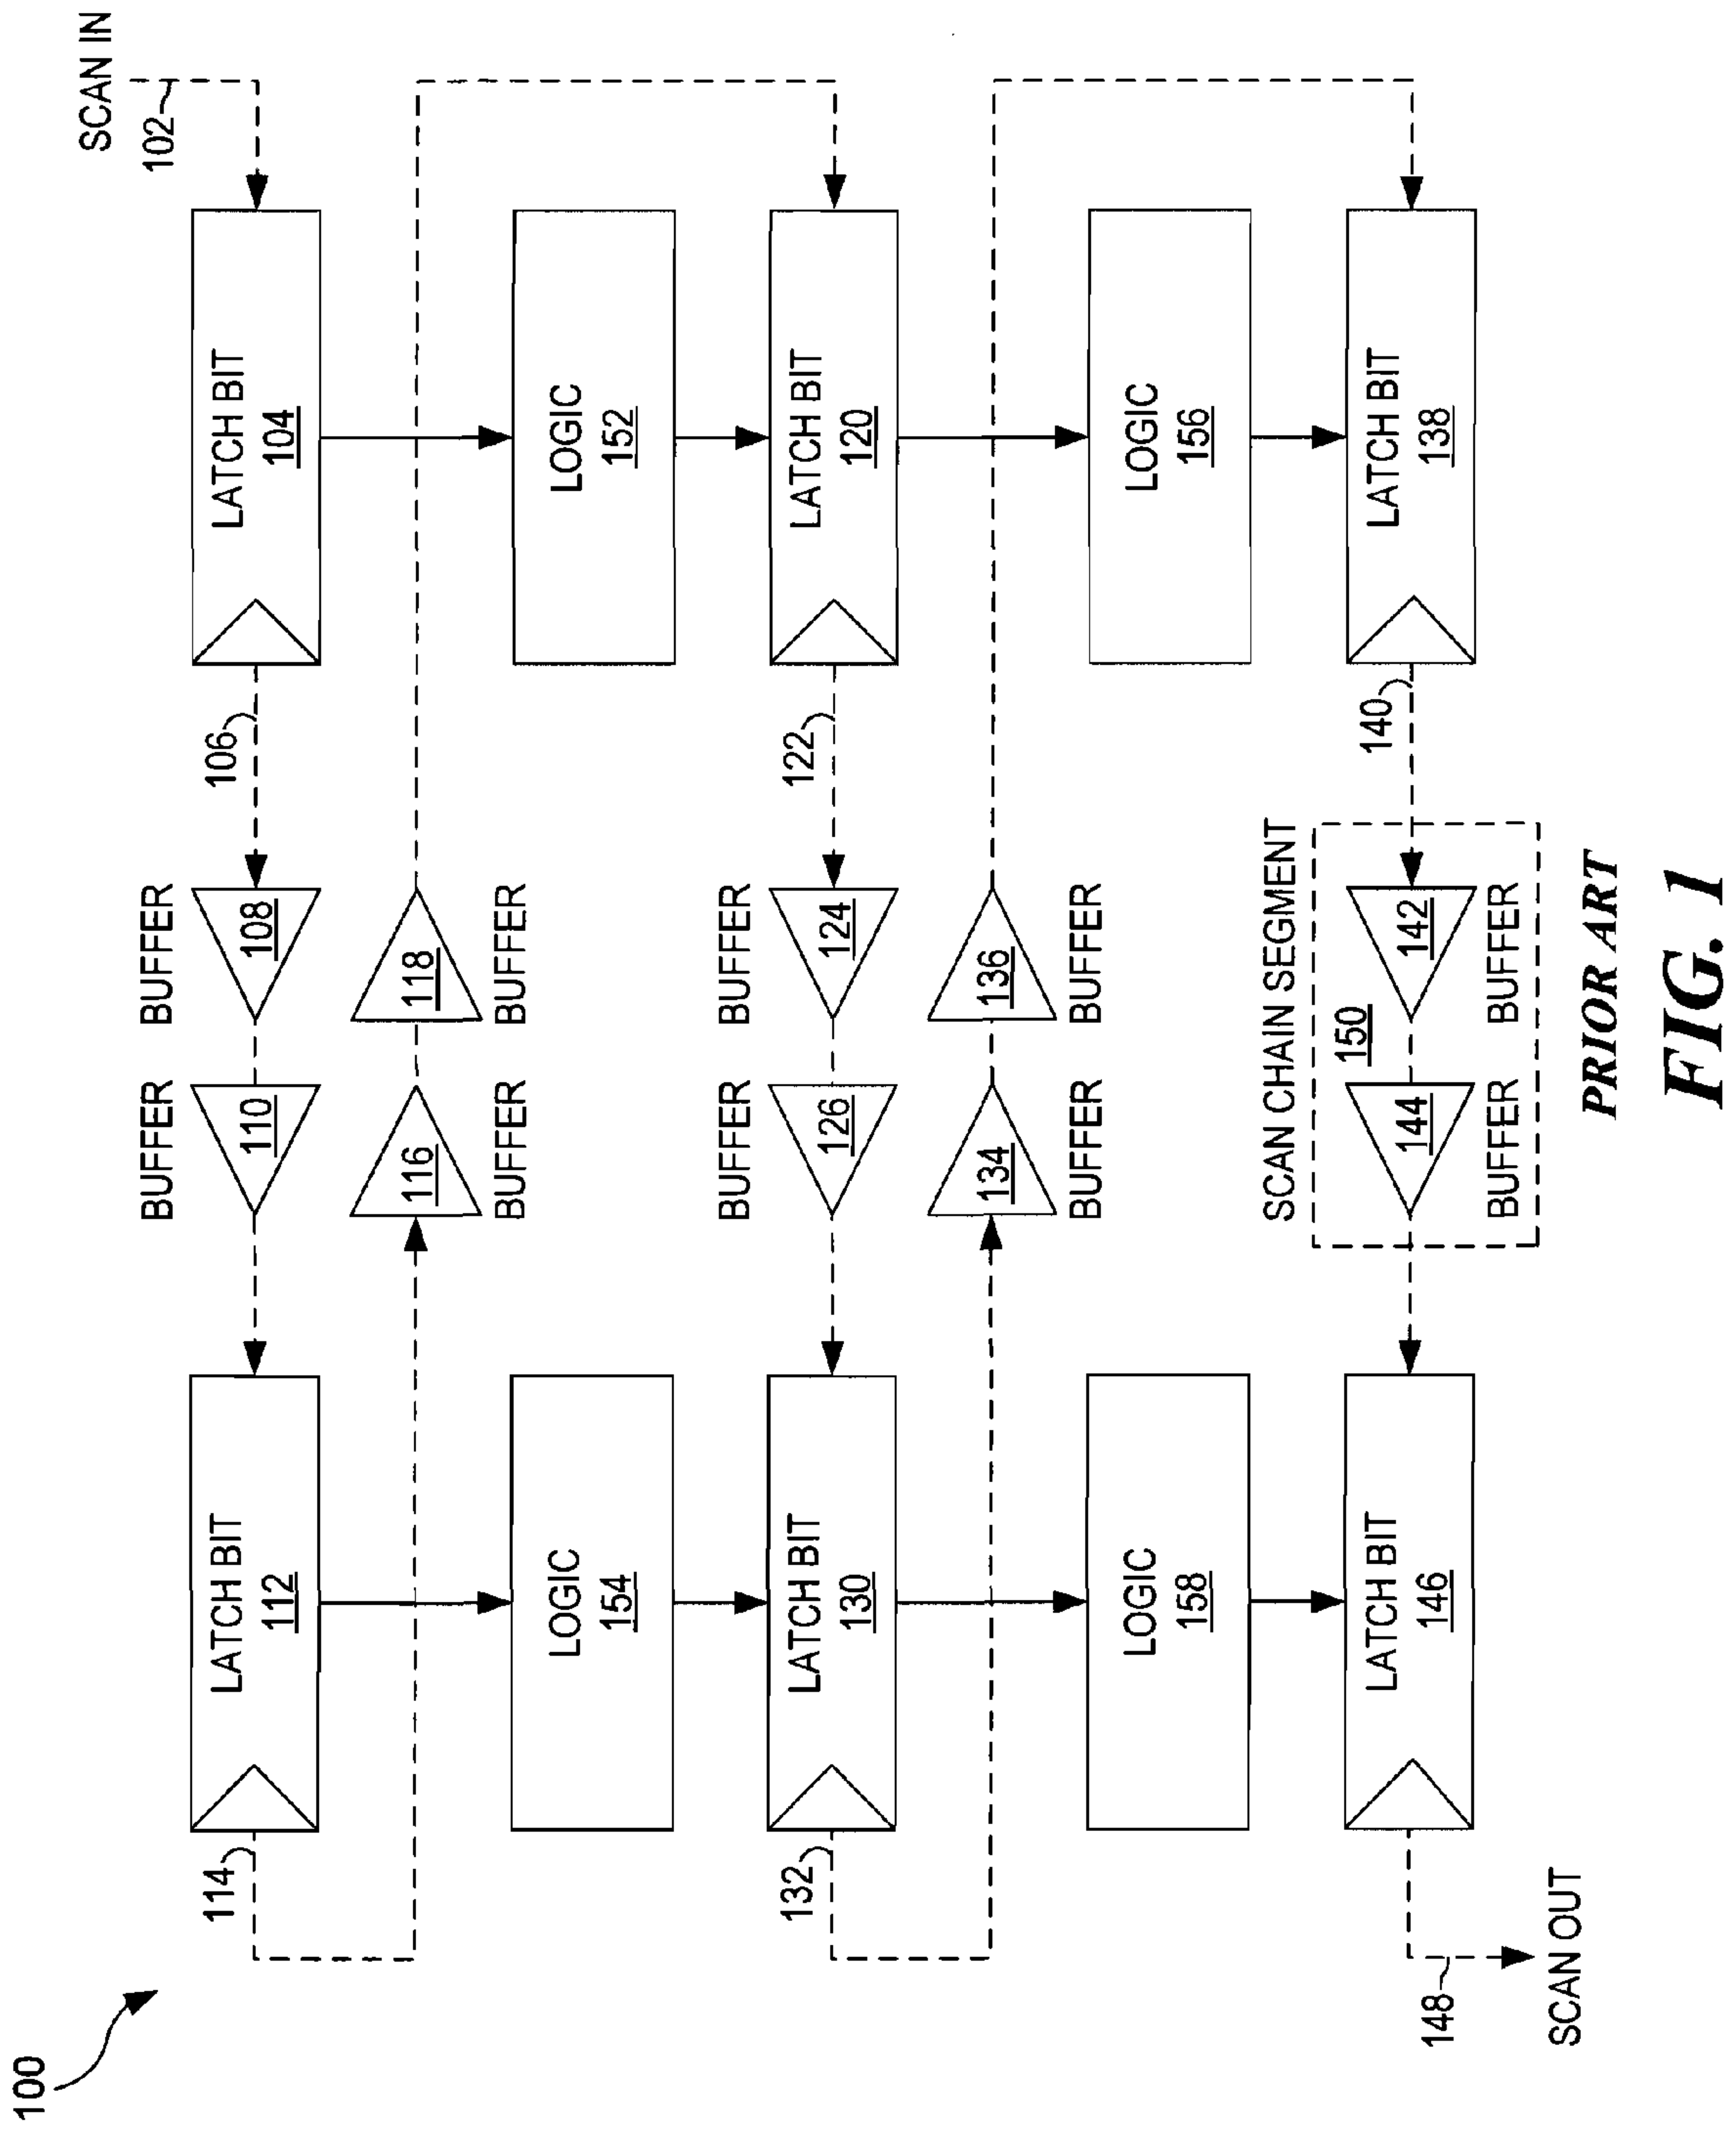 100
SCAN IN
102
LATCH BIT
104
106
BUFFER
108
BUFFER
110
LATCH BIT
112
114
116
BUFFER
118
BUFFER
LOGIC
152
LOGIC
154
LATCH BIT
120
122
BUFFER
124
BUFFER
126
LATCH BIT
130
132
134
BUFFER
136
BUFFER
LOGIC
156
LOGIC
158
LATCH BIT
138
140
SCAN CHAIN SEGMENT
150
142
BUFFER
144
BUFFER
LATCH BIT
146
148
SCAN OUT
PRIOR ART
FIG. 1